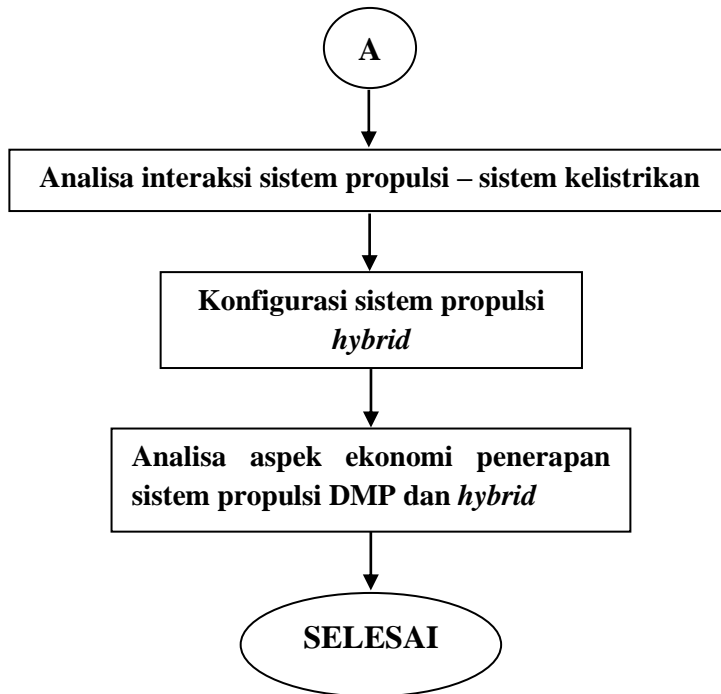 A
Analisa interaksi sistem propulsi – sistem kelistrikan
Konfigurasi sistem propulsi
hybrid
Analisa aspek ekonomi penerapan
sistem propulsi DMP dan hybrid
SELESAI